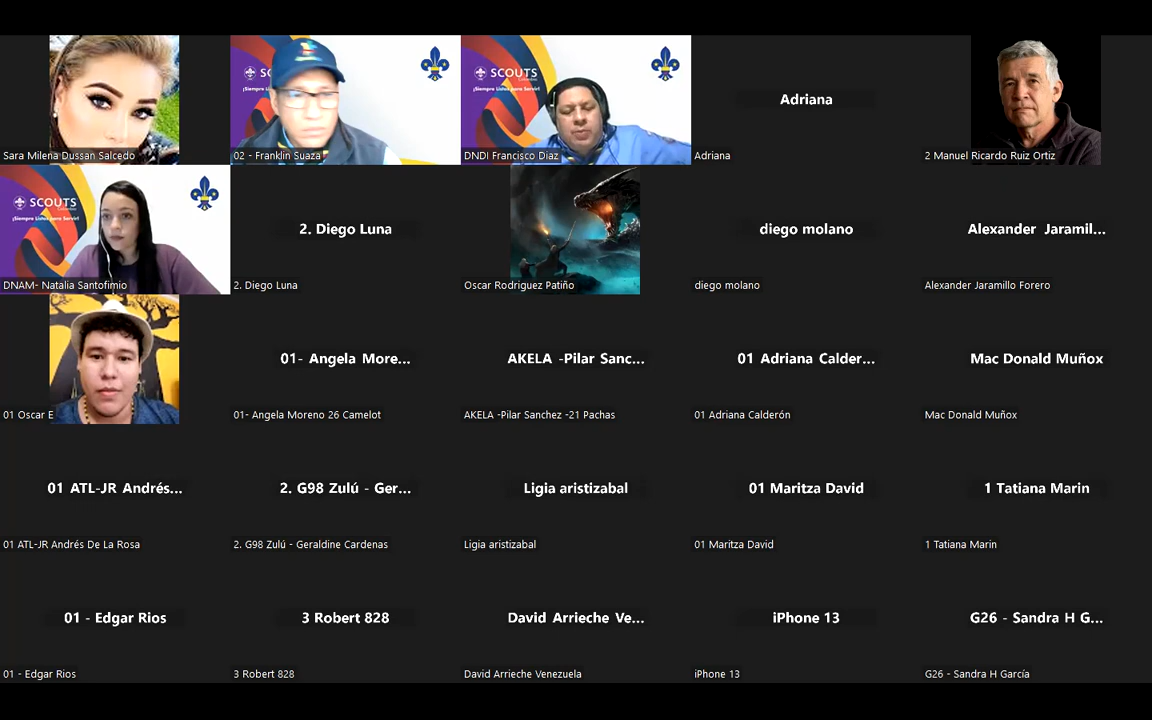 Sara Milena Dussan Salcedo
SC
¡Siempre Lis
02 - Franklin Suaza
SCOUTS
Colombia
¡Siempre Listos para Servir!
DNDI Francisco Diaz
Adriana
Adriana
2 Manuel Ricardo Ruiz Ortiz
SCOUTS
Colombia
¡Siempre Listos para Servir!
DNAM- Natalia Santofimio
2. Diego Luna
2. Diego Luna
Oscar Rodriguez Patiño
diego molano
diego molano
Alexander Jaramil...
Alexander Jaramillo Forero
01 Oscar E
01- Angela More...
01- Angela Moreno 26 Camelot
AKELA -Pilar Sanc...
AKELA -Pilar Sanchez -21 Pachas
01 Adriana Calder...
01 Adriana Calderón
Mac Donald Muñox
Mac Donald Muñox
01 ATL-JR Andrés...
01 ATL-JR Andrés De La Rosa
2. G98 Zulú - Ger...
2. G98 Zulú - Geraldine Cardenas
Ligia aristizabal
Ligia aristizabal
01 Maritza David
01 Maritza David
1 Tatiana Marin
1 Tatiana Marin
01 - Edgar Rios
01 - Edgar Rios
3 Robert 828
3 Robert 828
David Arrieche Ve...
David Arrieche Venezuela
iPhone 13
iPhone 13
G26 - Sandra H G...
G26 - Sandra H García